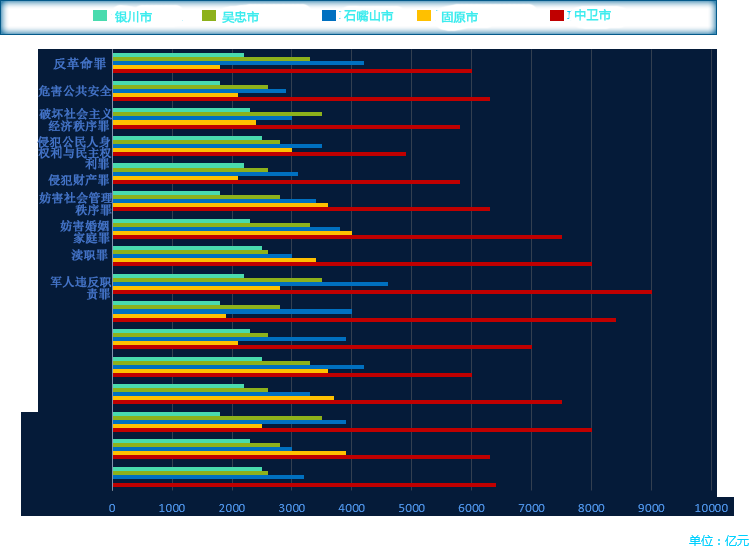 银川市 吴忠市 石嘴山市 固原市 中卫市
反革命罪
危害公共安全
破坏社会主义
经济秩序罪
侵犯公民人身
权利与民主权
利罪
侵犯财产罪
妨害社会管理
秩序罪
妨害婚姻
家庭罪
渎职罪
军人违反职
责罪
0 1000 2000 3000 4000 5000 6000 7000 8000 9000 10000
单位：亿元